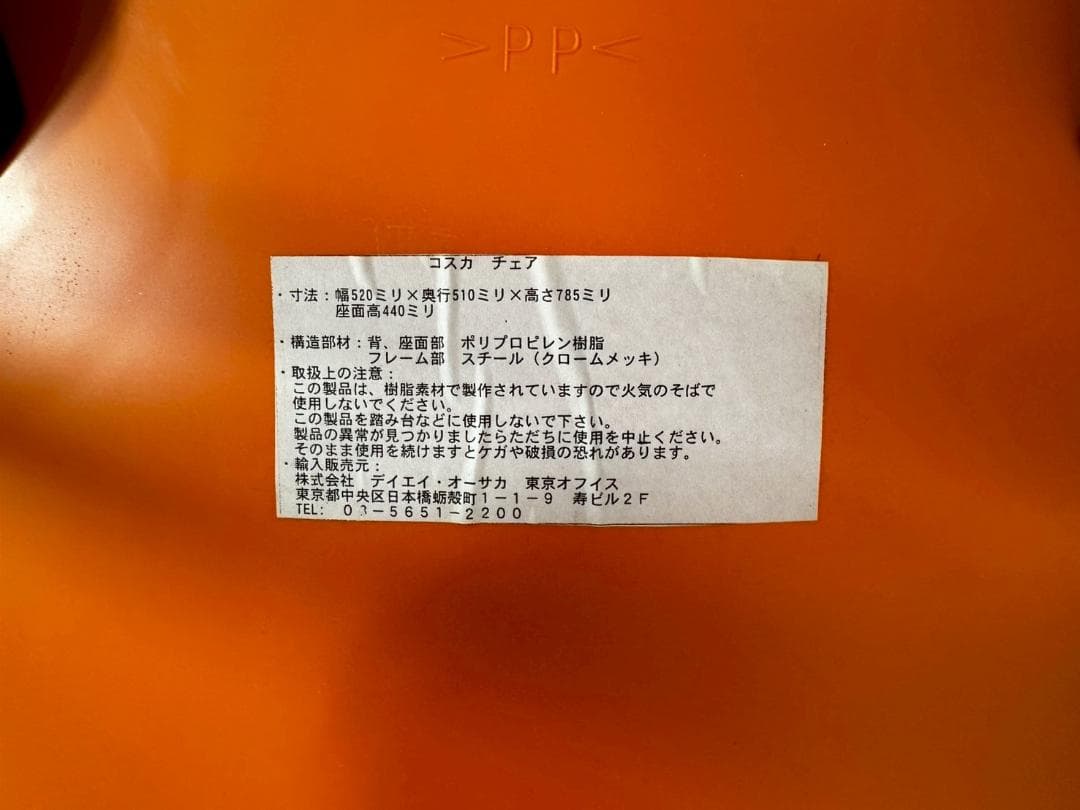 >PP<
コスカ チェア
・寸法：幅520ミリ×奥行510ミリ×高さ785ミリ
座面高440ミリ
・構造部材：背、座面部 ポリプロピレン樹脂
フレーム部 スチール（クロームメッキ）
・取扱上の注意：
この製品は、樹脂素材で製作されていますので火気のそばで
使用しないでください。
この製品を踏み台などに使用しないで下さい。
製品の異常が見つかりましたらただちに使用を中止ください。
そのまま使用を続けますとケガや破損の恐れがあります。
・輸入販売元：
株式会社 デイエイ・オーサカ 東京オフィス
東京都中央区日本橋蛎殻町１－１－９ 寿ビル２Ｆ
TEL: ０３－５６５１－２２００